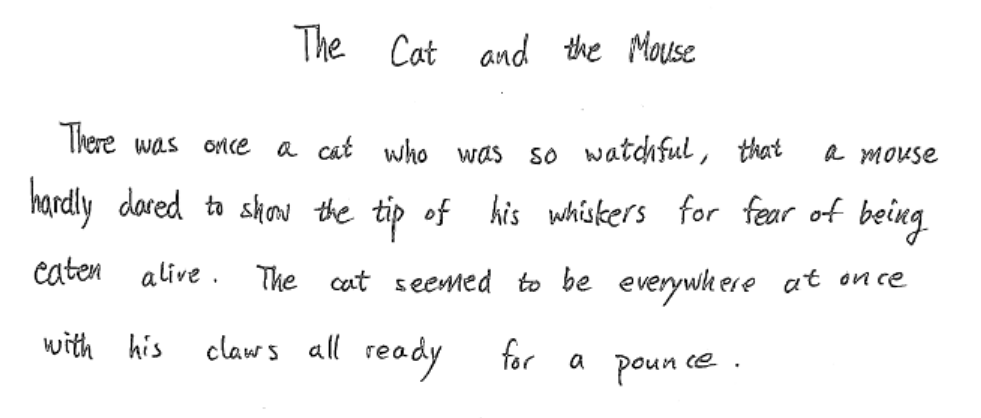 The Cat and the Mouse
There was once a cat who was so watchful, that a mouse
hardly dared to show the tip of his whiskers for fear of being
eaten alive. The cat seemed to be everywhere at once
with his claws all ready for a pounce.